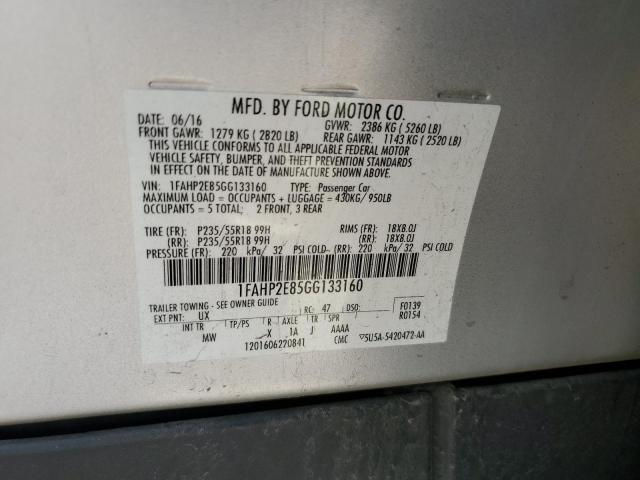 MFD. BY FORD MOTOR CO.
DATE: 06/16 GVWR: 2386 KG ( 5260 LB)
FRONT GAWR: 1279 KG ( 2820 LB) REAR GAWR: 1143 KG ( 2520 LB)
THIS VEHICLE CONFORMS TO ALL APPLICABLE FEDERAL MOTOR
VEHICLE SAFETY, BUMPER, AND THEFT PREVENTION STANDARDS
IN EFFECT ON THE DATE OF MANUFACTURE SHOWN ABOVE
VIN: 1FAHP2E85GG133160 TYPE: Passenger Car
MAXIMUM LOAD = OCCUPANTS + LUGGAGE = 430KG/ 950LB
OCCUPANTS = 5 TOTAL: 2 FRONT, 3 REAR
TIRE (FR): P235/55R18 99H RIMS (FR): 18X8.0J
(RR): P235/55R18 99H (RR): 18X8.0J
PRESSURE (FR): 220 kPa/ 32 PSI COLD (RR): 220 kPa/ 32 PSI COLD
1FAHP2E85GG133160
TRAILER TOWING - SEE OWNER GUIDE RC: 47 DSO: F0139
EXT PNT: UX R0154
INT TR TP/PS R AXLE TR SPR
MW X 1A J AAAA
1201606220841 CMC 5U5A-5420472-AA